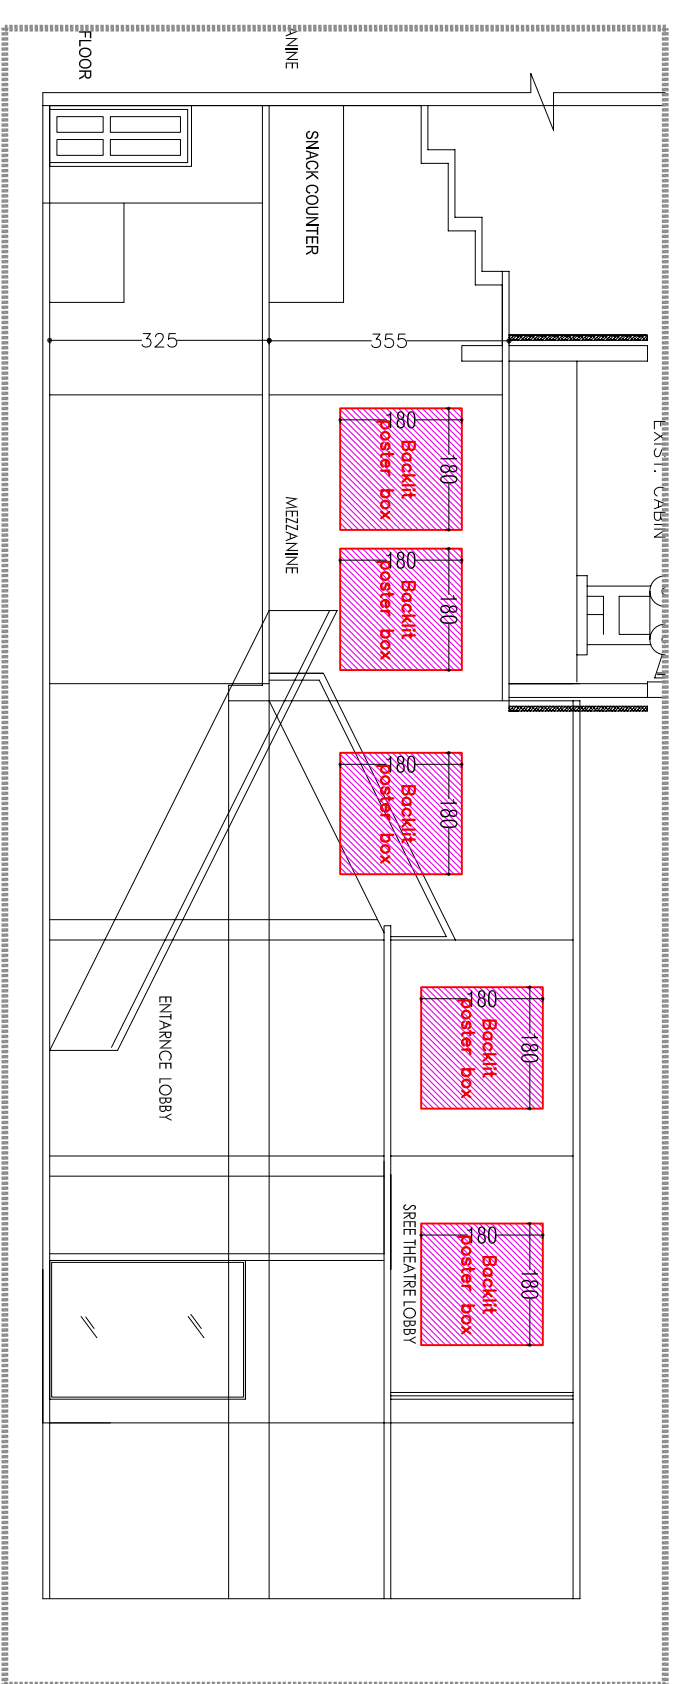 FLOOR
ANINE
SNACK COUNTER
325
355
EXIST. CABIN
MEZZANINE
180
180
Backlit
poster box
180
180
Backlit
poster box
180
180
Backlit
poster box
ENTARNCE LOBBY
180
180
Backlit
poster box
SREE THEATRE LOBBY
180
180
Backlit
poster box